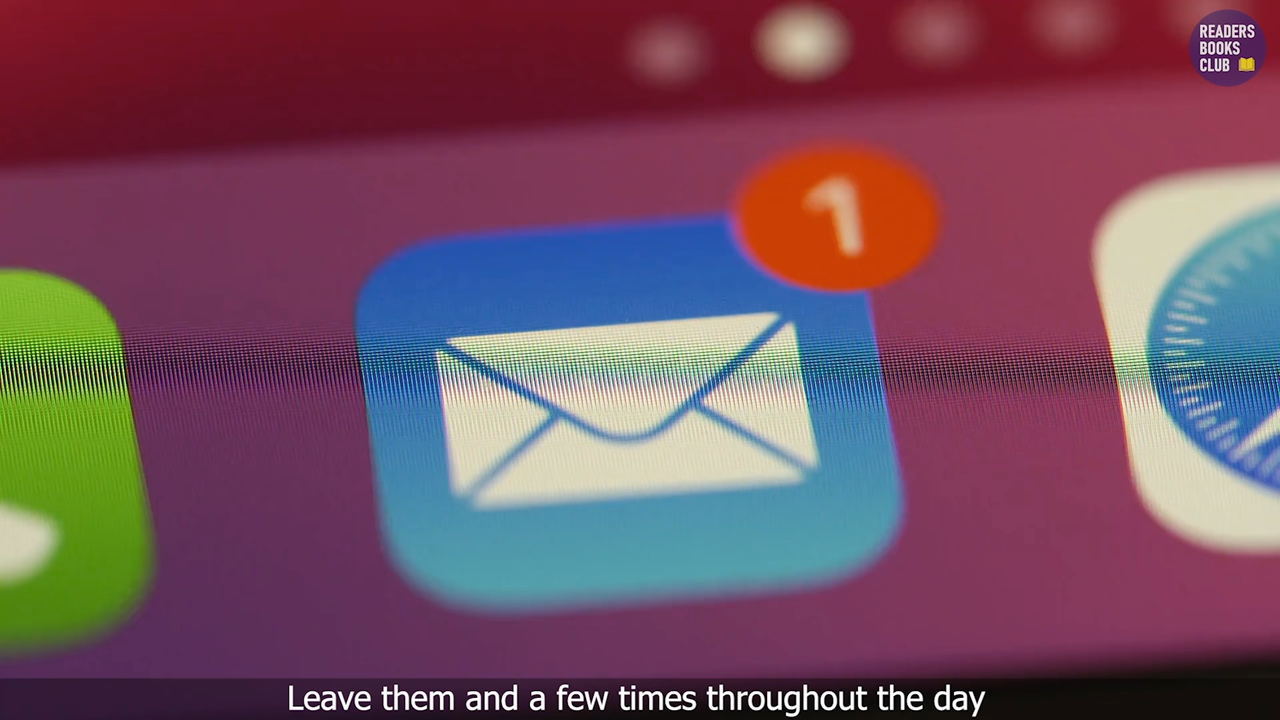 READERS
BOOKS
CLUB
1
Leave them and a few times throughout the day